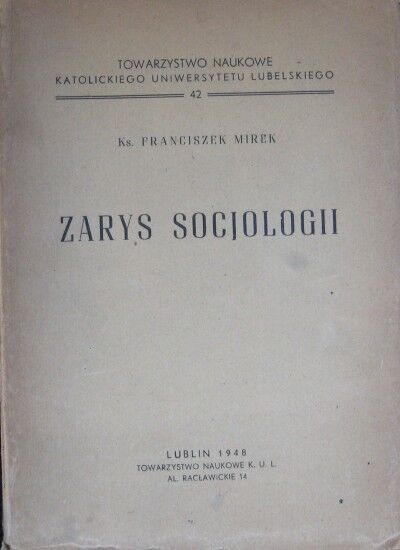 TOWARZYSTWO NAUKOWE
KATOLICKIEGO UNIWERSYTETU LUBELSKIEGO
42
Ks. FRANCISZEK MIREK
ZARYS SOCJOLOGII
LUBLIN 1948
TOWARZYSTWO NAUKOWE K. U. L.
AL. RACŁAWICKIE 14